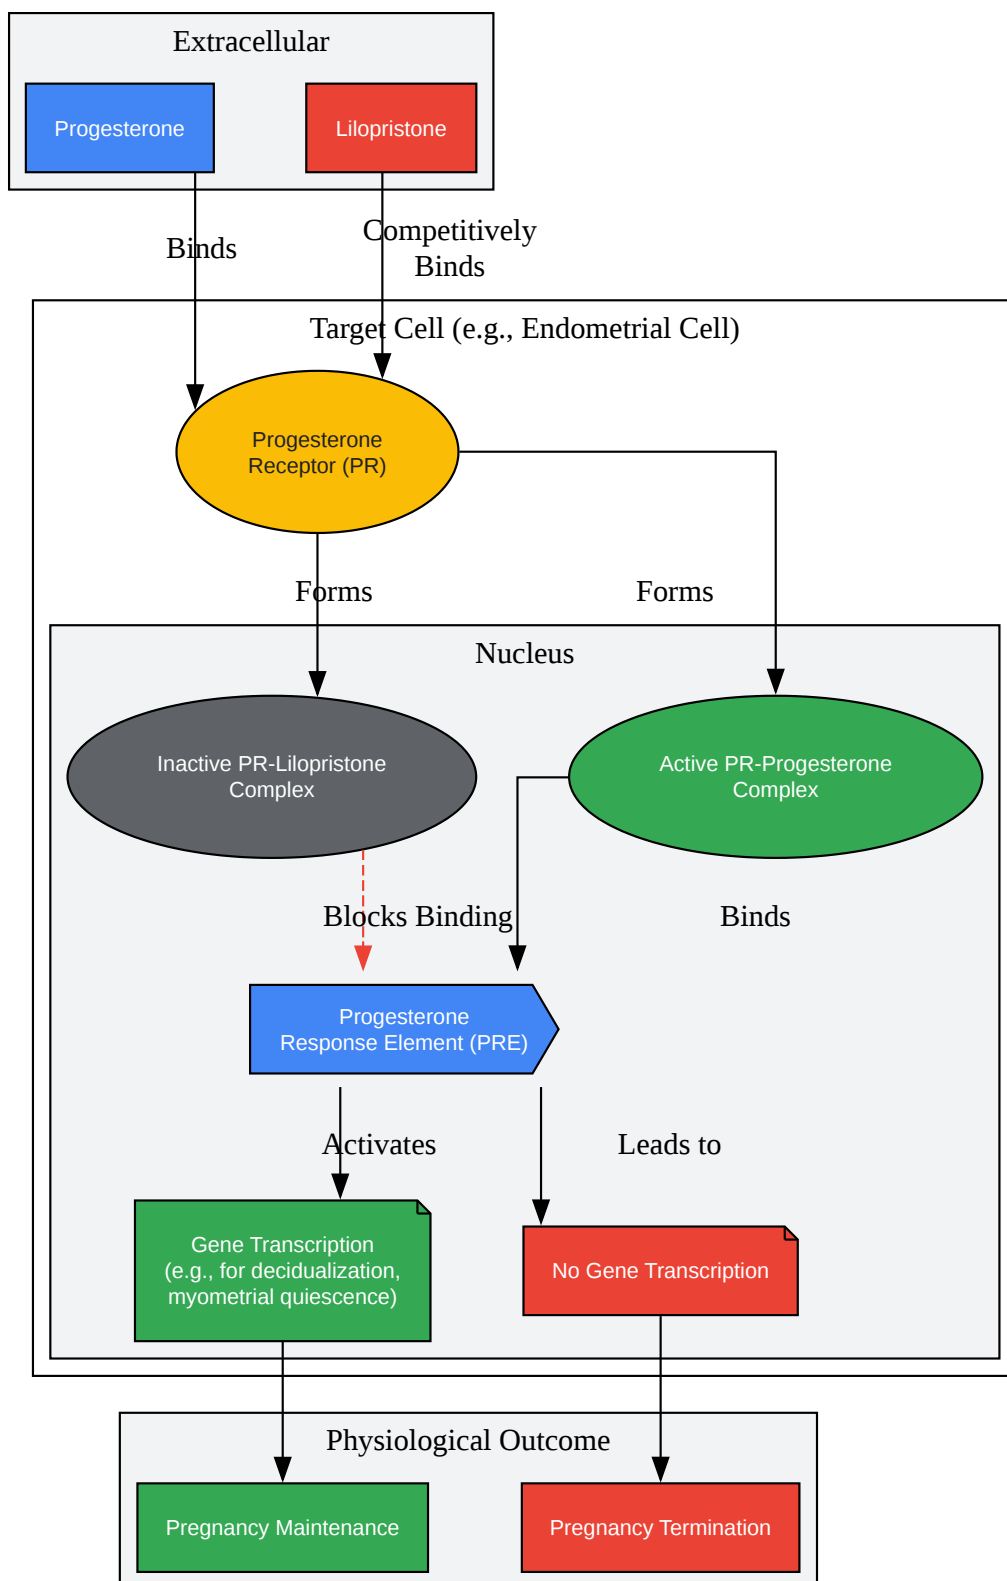 Extracellular
Progesterone
Lilopristone
Binds
Competitively
Binds
Target Cell (e.g., Endometrial Cell)
Progesterone
Receptor (PR)
Forms
Forms
Nucleus
Inactive PR-Lilopristone
Complex
Active PR-Progesterone
Complex
Blocks Binding
Binds
Progesterone
Response Element (PRE)
Activates
Leads to
Gene Transcription
(e.g., for decidualization,
myometrial quiescence)
No Gene Transcription
Physiological Outcome
Pregnancy Maintenance
Pregnancy Termination